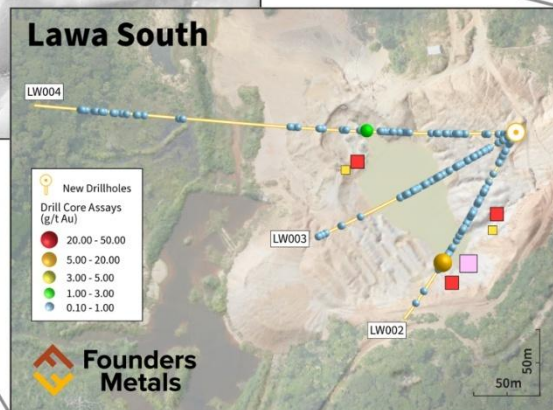 Lawa South
LW004
New Drillholes
Drill Core Assays
(g/t Au)
20.00 - 50.00
5.00 - 20.00
3.00 - 5.00
1.00 - 3.00
0.10 - 1.00
LW003
LW002
Founders
Metals
50m
50m